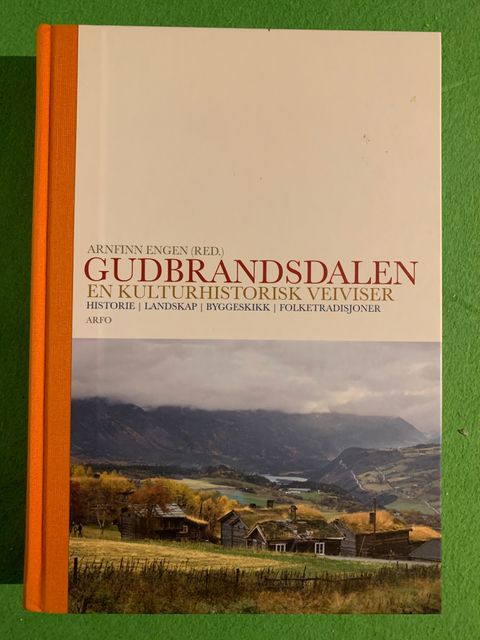 ARNFINN ENGEN (RED.)
GUDBRANDSDALEN
EN KULTURHISTORISK VEIVISER
HISTORIE | LANDSKAP | BYGGESKIKK | FOLKETRADISJONER
ARFO